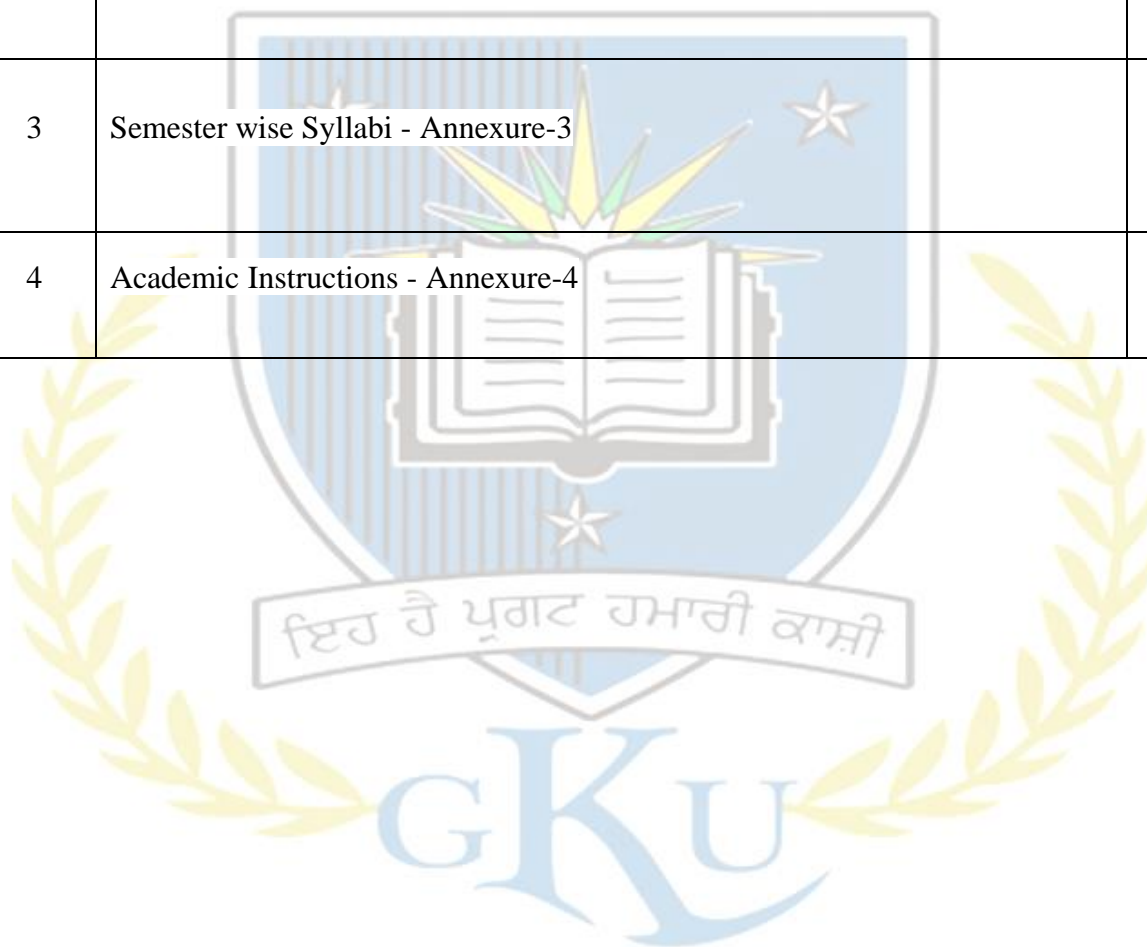 3 Semester wise Syllabi - Annexure-3
4 Academic Instructions - Annexure-4
ਇਹ ਹੈ ਪ੍ਰਗਟ ਹਮਾਰੀ ਕਾਸ਼ੀ
GKU